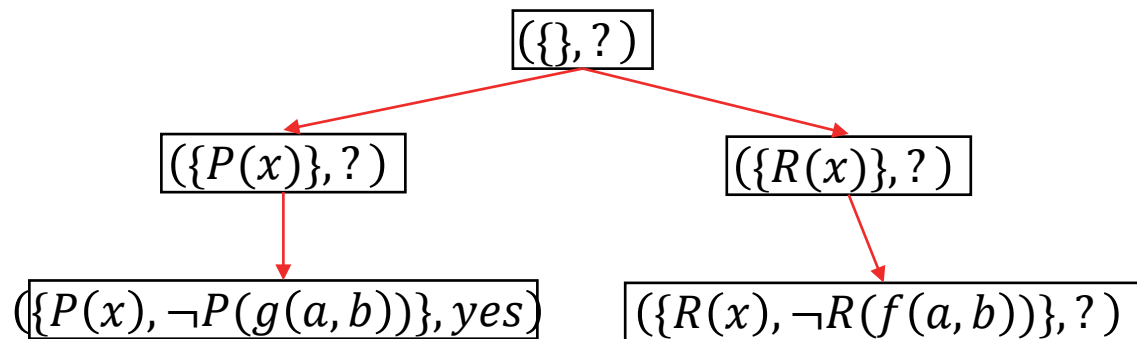 ({}, ? )
({P(x)}, ? )
({R(x)}, ? )
({P(x), ¬P(g(a, b))}, yes)
({R(x), ¬R(f(a, b))}, ? )